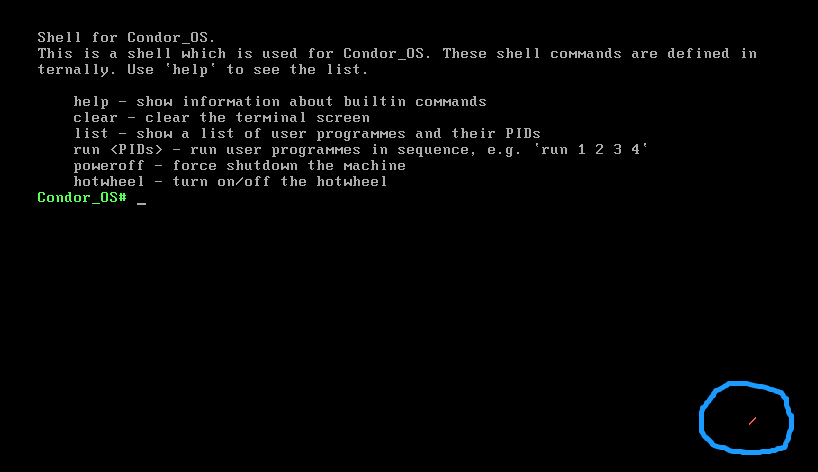 Shell for Condor_OS.
This is a shell which is used for Condor_OS. These shell commands are defined in
ternally. Use `help` to see the list.
help - show information about builtin commands
clear - clear the terminal screen
list - show a list of user programmes and their PIDs
run <PIDs> - run user programmes in sequence, e.g. `run 1 2 3 4`
poweroff - force shutdown the machine
hotwheel - turn on/off the hotwheel
Condor_OS# _
/